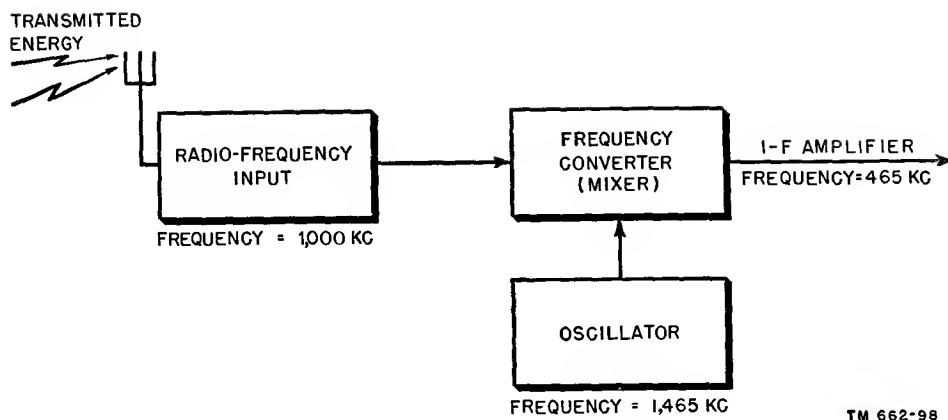 TRANSMITTED
ENERGY
RADIO-FREQUENCY
INPUT
FREQUENCY = 1,000 KC
FREQUENCY
CONVERTER
(MIXER)
I-F AMPLIFIER
FREQUENCY=465 KC
OSCILLATOR
FREQUENCY = 1,465 KC
TM 662-98